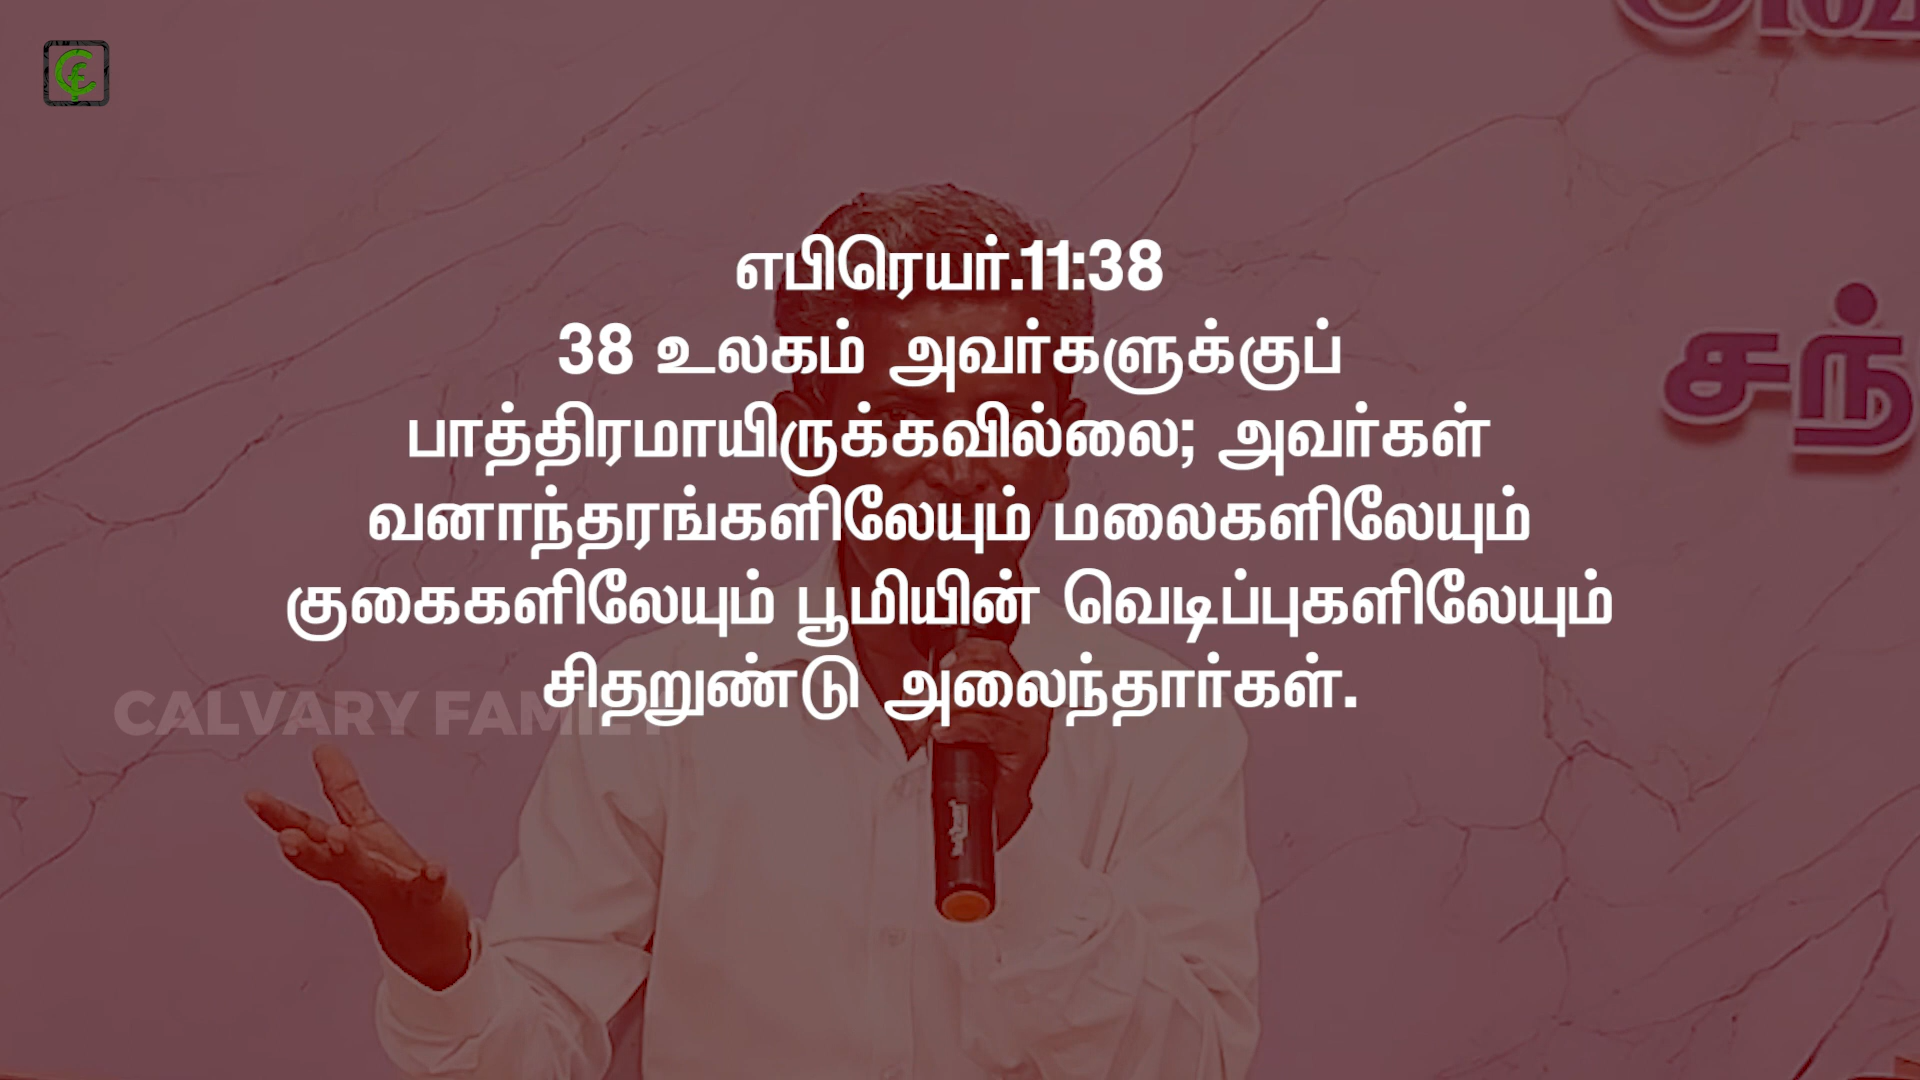 எபிரெயர்.11:38
38 உலகம் அவர்களுக்குப்
பாத்திரமாயிருக்கவில்லை; அவர்கள்
வனாந்தரங்களிலேயும் மலைகளிலேயும்
குகைகளிலேயும் பூமியின் வெடிப்புகளிலேயும்
சிதறுண்டு அலைந்தார்கள்.
CALVARY FAMILY
சந்